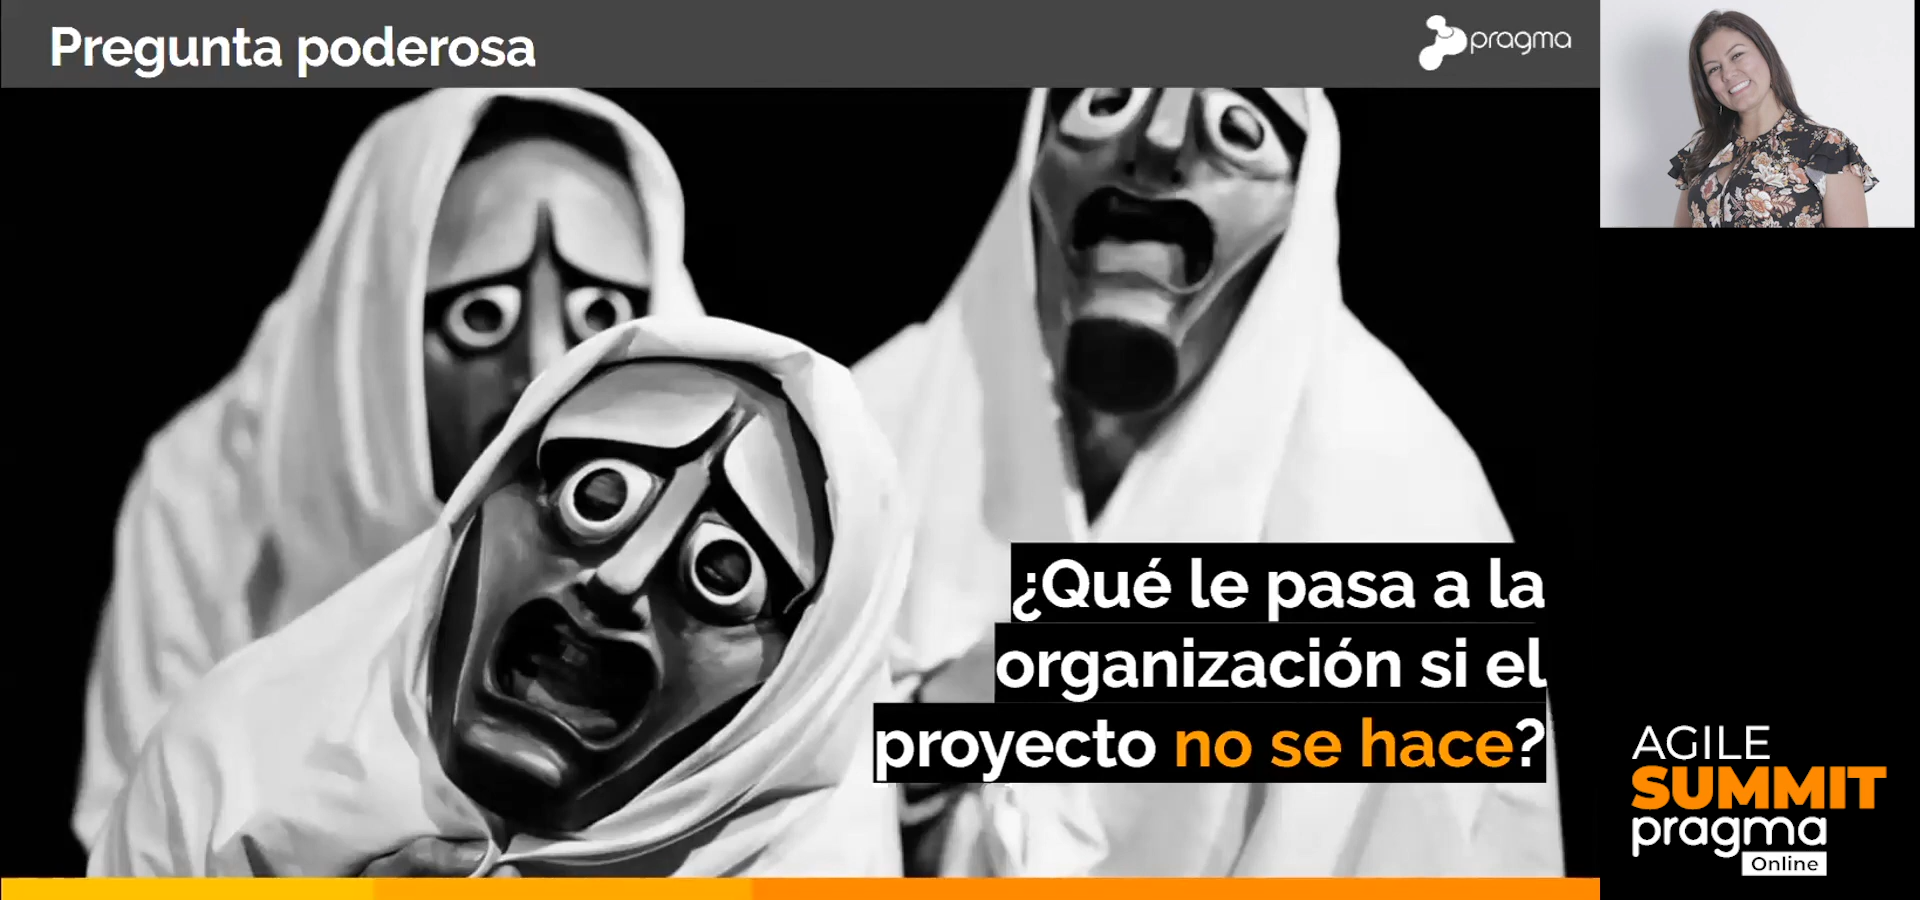 Pregunta poderosa
pragma
¿Qué le pasa a la
organización si el
proyecto no se hace?
AGILE
SUMMIT
pragma
Online